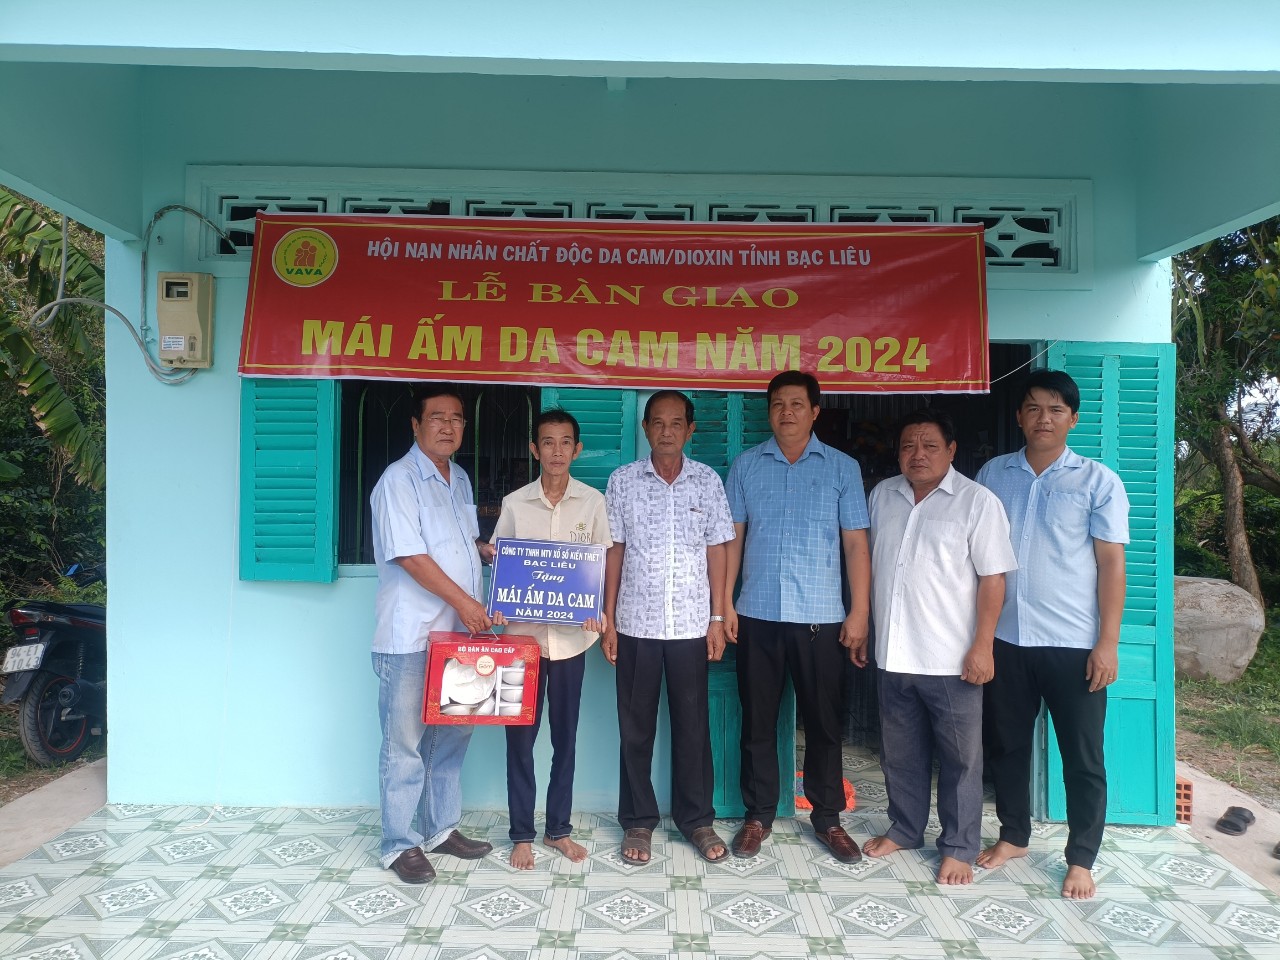 HỘI NẠN NHÂN CHẤT ĐỘC DA CAM/DIOXIN TỈNH BẠC LIÊU
VAVA
LỄ BÀN GIAO
MÁI ẤM DA CAM NĂM 2024
CÔNG TY TNHH MTV XỔ SỐ KIẾN THIẾT
BẠC LIÊU
Tặng
MÁI ẤM DA CAM
NĂM 2024
BỘ BÀN ĂN CAO CẤP